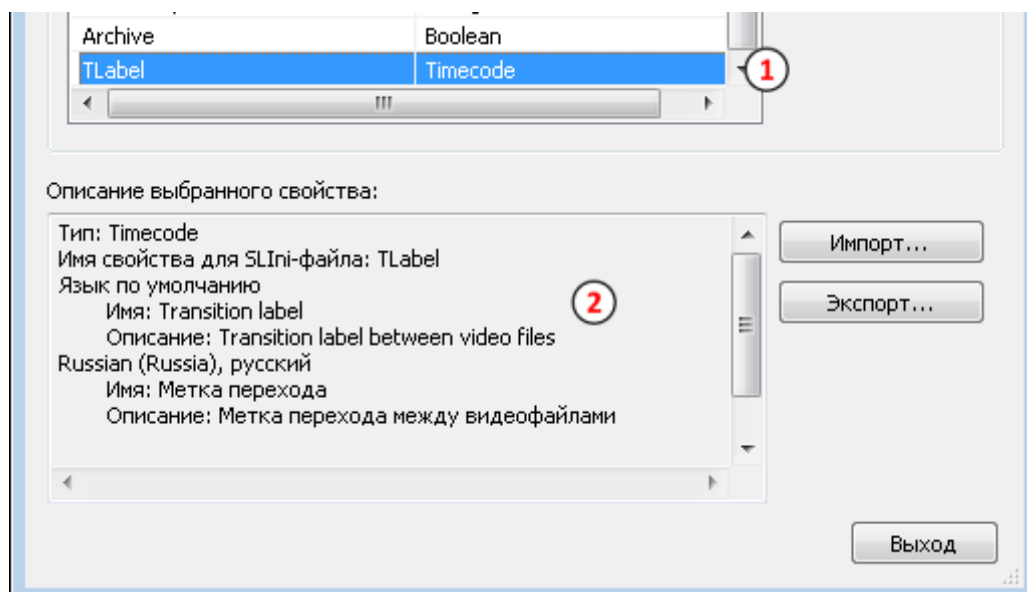 Archive Boolean
TLabel Timecode
1
Описание выбранного свойства:
Тип: Timecode
Имя свойства для SLIni-файла: TLabel
Язык по умолчанию
Имя: Transition label
Описание: Transition label between video files
Russian (Russia), русский
Имя: Метка перехода
Описание: Метка перехода между видеофайлами
2
Импорт...
Экспорт...
Выход